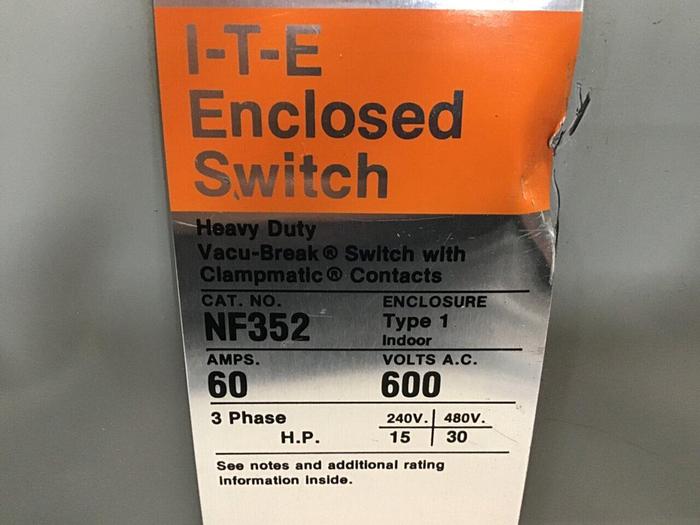 I-T-E
Enclosed
Switch
Heavy Duty
Vacu-Break® Switch with
Clampmatic® Contacts
CAT. NO. ENCLOSURE
NF352 Type 1
Indoor
AMPS. VOLTS A.C.
60 600
3 Phase 240V. 480V.
H.P. 15 30
See notes and additional rating
information inside.